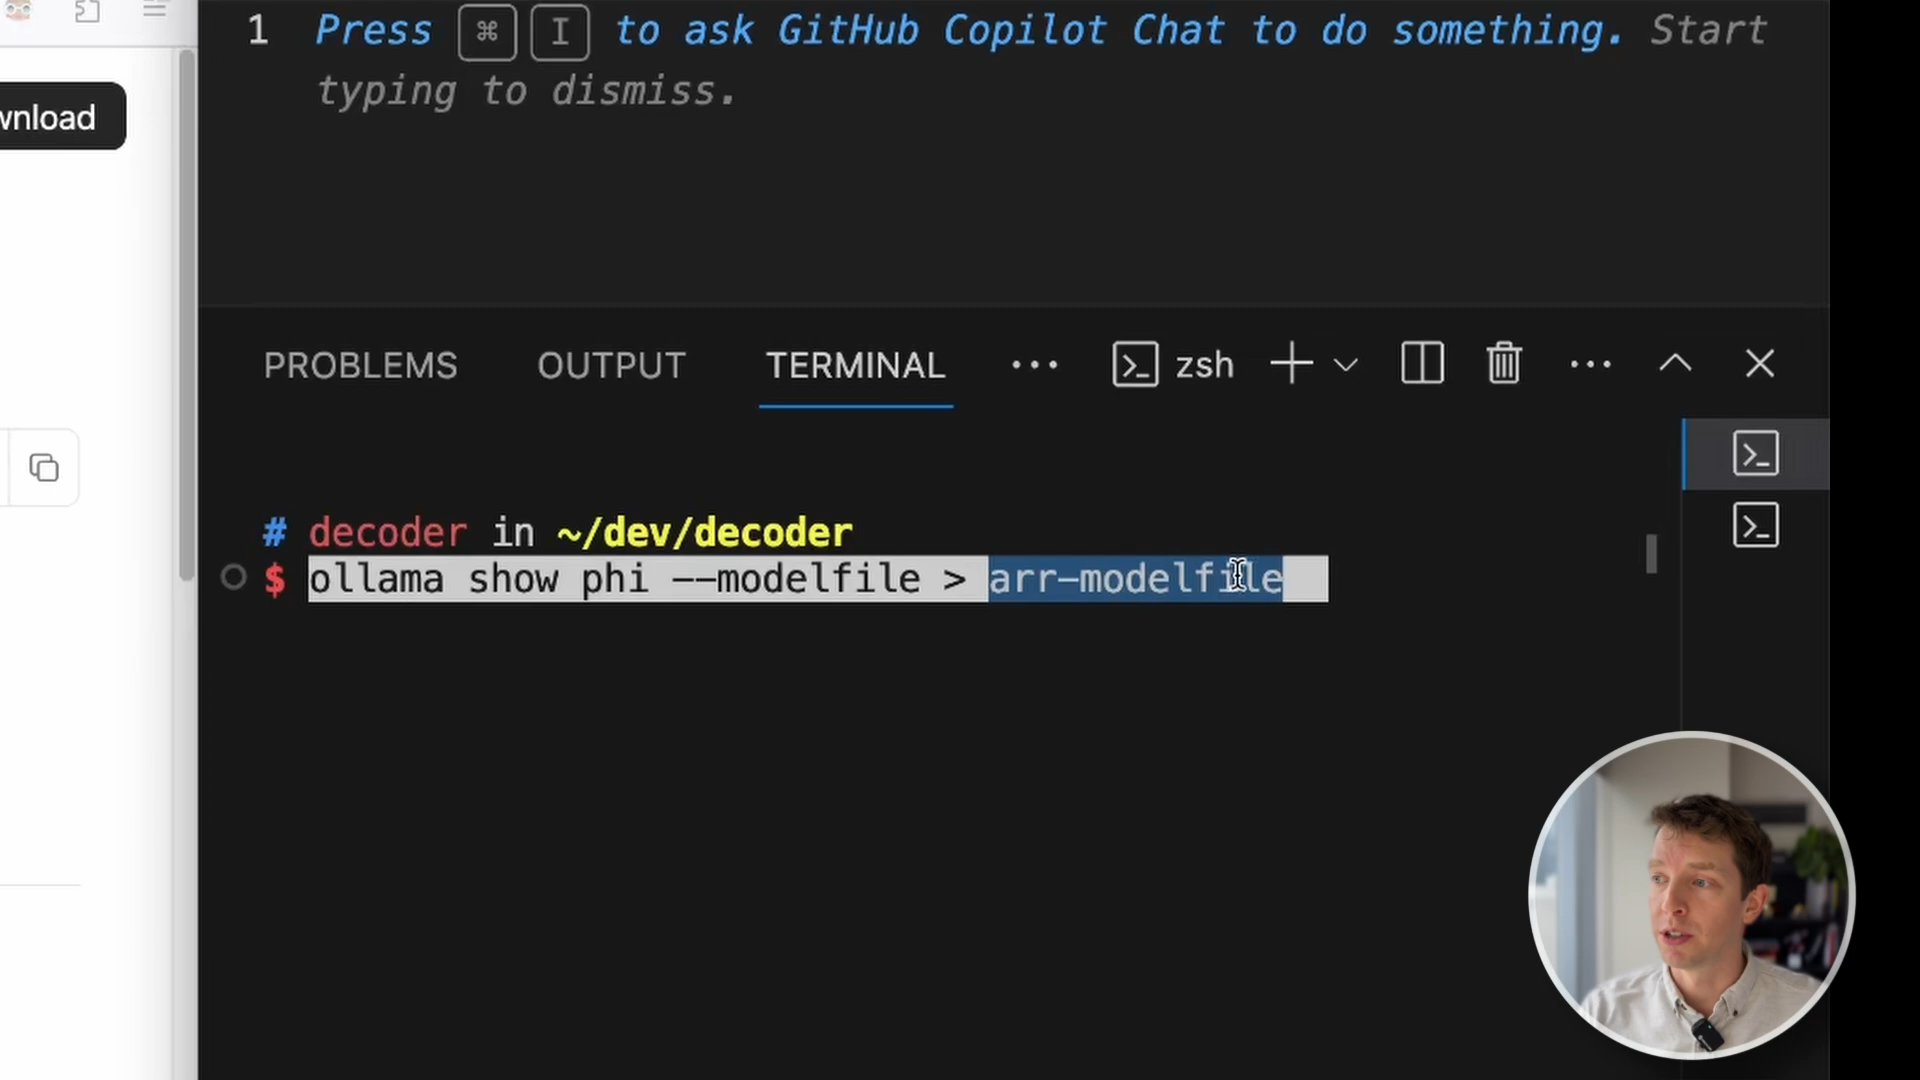 1 Press ⌘ I to ask GitHub Copilot Chat to do something. Start
typing to dismiss.
wnload
PROBLEMS OUTPUT TERMINAL ··· zsh
# decoder in ~/dev/decoder
$ ollama show phi --modelfile > arr-modelfile